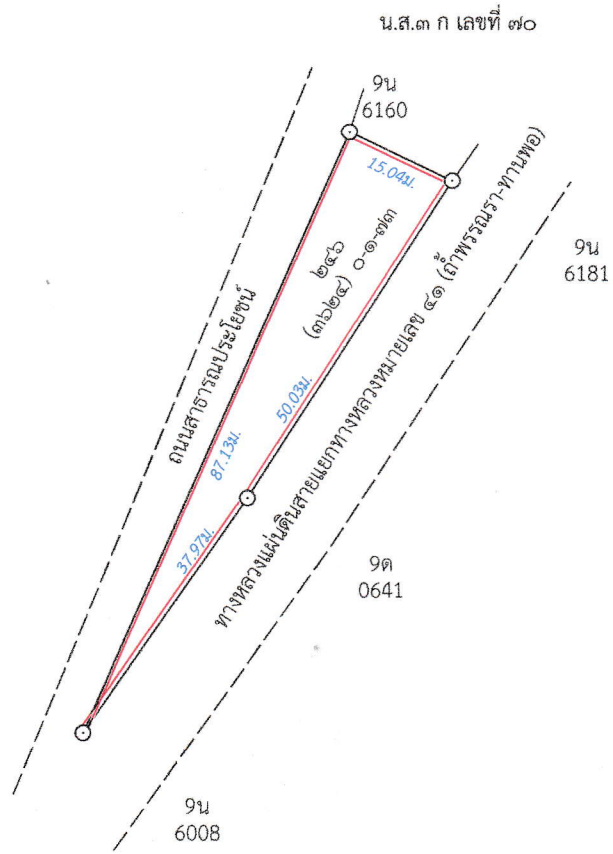 น.ส.๓ ก เลขที่ ๗๐
9น
6160
15.04ม.
๒๔๖
(๓๖๒๔) ๐-๑-๗๓
9น
6181
ถนนสาธารณประโยชน์
87.13ม.
50.03ม.
ทางหลวงแผ่นดินสายแยกทางหลวงหมายเลข ๔๑ (ถ้ำพรรณรา-ทานพอ)
37.97ม.
9ต
0641
9น
6008